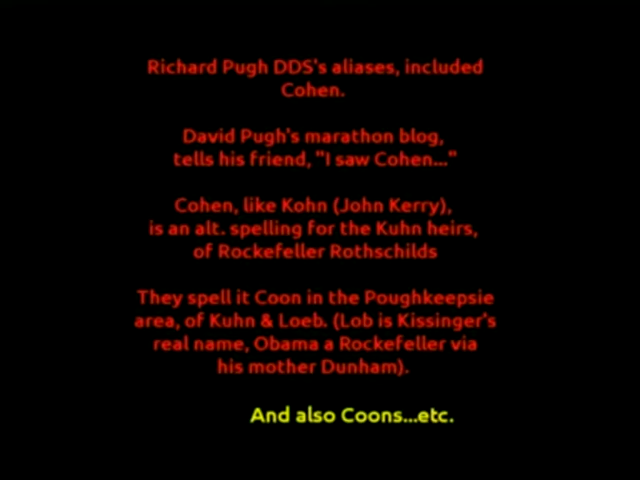 Richard Pugh DDS's aliases, included
Cohen.
David Pugh's marathon blog,
tells his friend, "I saw Cohen..."
Cohen, like Kohn (John Kerry),
is an alt. spelling for the Kuhn heirs,
of Rockefeller Rothschilds
They spell it Coon in the Poughkeepsie
area, of Kuhn & Loeb. (Lob is Kissinger's
real name, Obama a Rockefeller via
his mother Dunham).
And also Coons...etc.